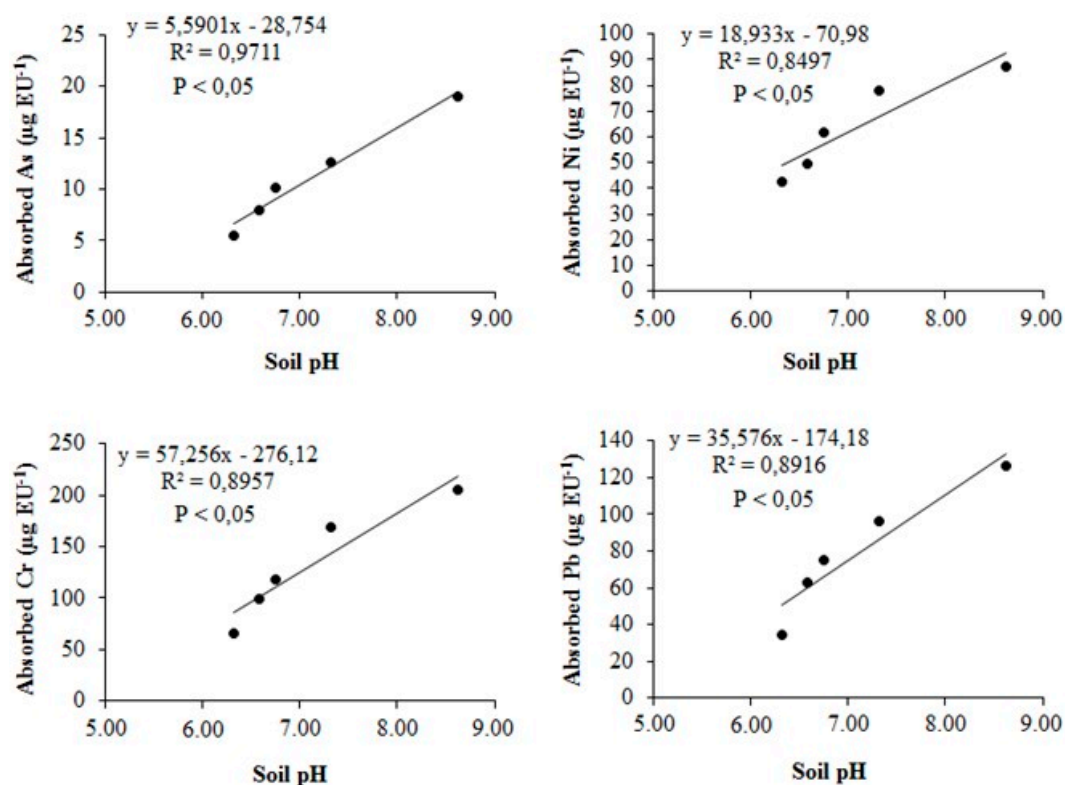 y = 5,5901x - 28,754
R² = 0,9711
P < 0,05
25
20
15
10
5
0
Absorbed As (µg EU⁻¹)
5.00 6.00 7.00 8.00 9.00
Soil pH
y = 18,933x - 70,98
R² = 0,8497
P < 0,05
100
90
80
70
60
50
40
30
20
10
0
Absorbed Ni (µg EU⁻¹)
5.00 6.00 7.00 8.00 9.00
Soil pH
y = 57,256x - 276,12
R² = 0,8957
P < 0,05
250
200
150
100
50
0
Absorbed Cr (µg EU⁻¹)
5.00 6.00 7.00 8.00 9.00
Soil pH
y = 35,576x - 174,18
R² = 0,8916
P < 0,05
140
120
100
80
60
40
20
0
Absorbed Pb (µg EU⁻¹)
5.00 6.00 7.00 8.00 9.00
Soil pH